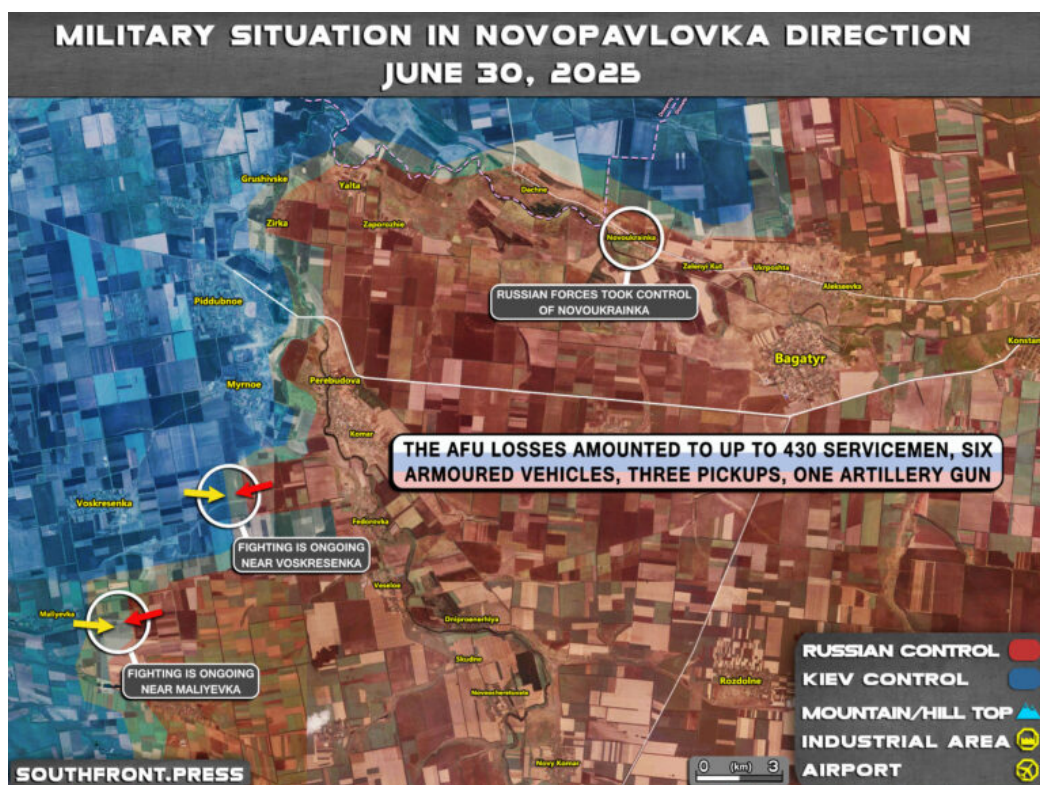 MILITARY SITUATION IN NOVOPAVLOVKA DIRECTION
JUNE 30, 2025
Grushivske
Yalta
Dachne
Zirka
Zaporozhie
Novoukrainka
Zelenyi Kut
Ukrposhta
Alekseevka
RUSSIAN FORCES TOOK CONTROL
OF NOVOUKRAINKA
Piddubnoe
Konstan
Bagatyr
Myrnoe
Perebudova
Komar
THE AFU LOSSES AMOUNTED TO UP TO 430 SERVICEMEN, SIX
ARMOURED VEHICLES, THREE PICKUPS, ONE ARTILLERY GUN
Voskresenka
Fedorovka
FIGHTING IS ONGOING
NEAR VOSKRESENKA
Veseloe
Maliyevka
Dniproenerhiya
FIGHTING IS ONGOING
NEAR MALIYEVKA
Skudne
Rozdolne
Novoocheretuvate
Novy Komar
RUSSIAN CONTROL
KIEV CONTROL
MOUNTAIN/HILL TOP
INDUSTRIAL AREA
AIRPORT
0 (km) 3
SOUTHFRONT.PRESS